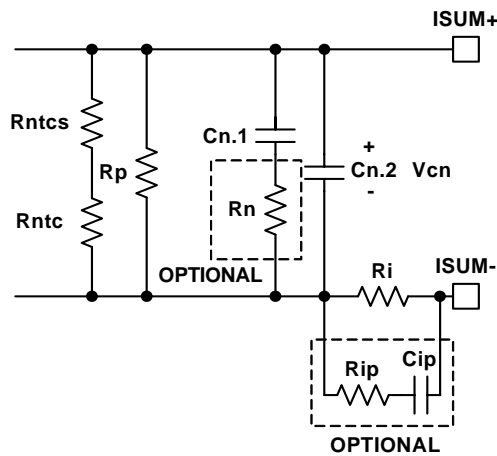 ISUM+
Rntcs
Cn.1
+
Rp
Cn.2 Vcn
-
Rn
Rntc
OPTIONAL
Ri
ISUM-
Rip
Cip
OPTIONAL